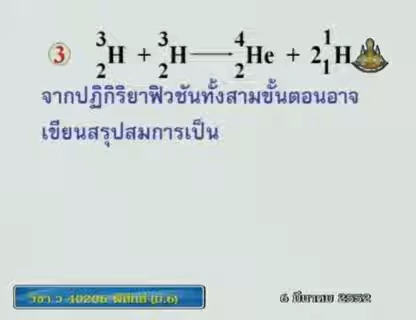 3 ³₂H + ³₂H → ⁴₂He + 2¹₁H
จากปฏิกิริยาฟิวชันทั้งสามขั้นตอนอาจ
เขียนสรุปสมการเป็น
วิชา ว 40206 ฟิสิกส์ (ม.6)
6 มีนาคม 2552